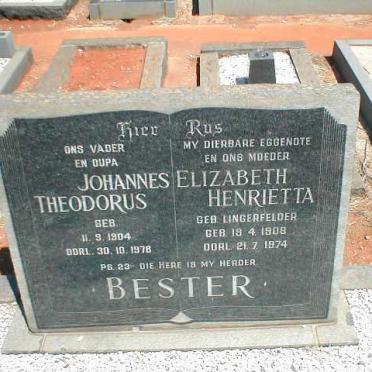 Hier Rus
ONS VADER
EN OUPA
JOHANNES
THEODORUS
GEB.
11. 9. 1904
OORL. 30. 10. 1978
MY DIERBARE EGGENOTE
EN ONS MOEDER
ELIZABETH
HENRIETTA
GEB. LINGERFELDER
GEB. 19. 4. 1908
OORL. 21. 7. 1974
PS. 23- DIE HERE IS MY HERDER
BESTER